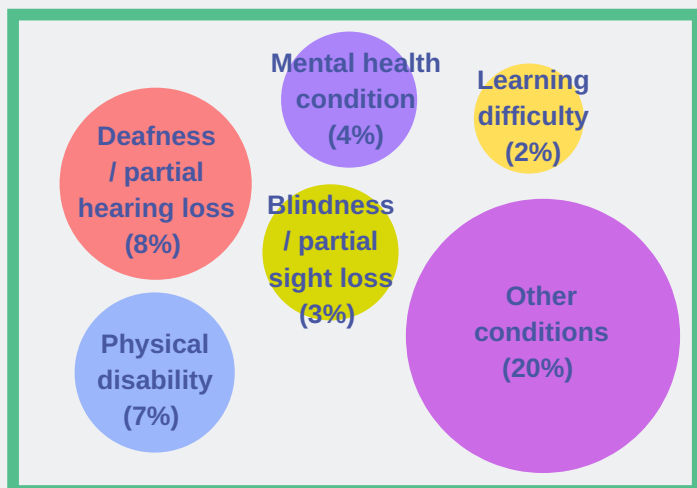 Mental health
condition
(4%)
Learning
difficulty
(2%)
Deafness
/ partial
hearing loss
(8%)
Blindness
/ partial
sight loss
(3%)
Other
conditions
(20%)
Physical
disability
(7%)